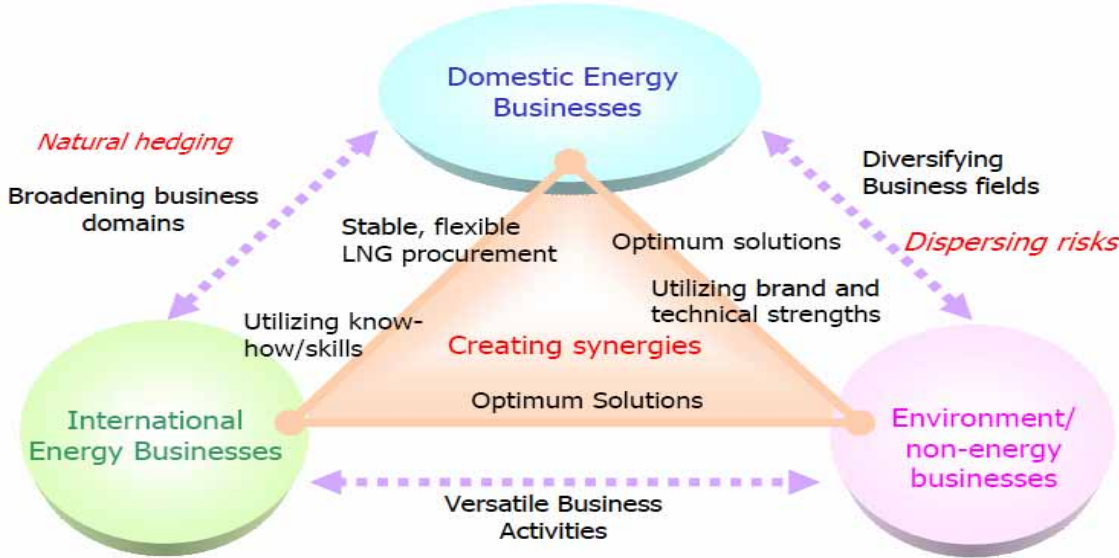 Domestic Energy
Businesses
Natural hedging
Broadening business
domains
Diversifying
Business fields
Dispersing risks
Stable, flexible
LNG procurement
Optimum solutions
Utilizing know-
how/skills
Utilizing brand and
technical strengths
Creating synergies
Optimum Solutions
International
Energy Businesses
Environment/
non-energy
businesses
Versatile Business
Activities